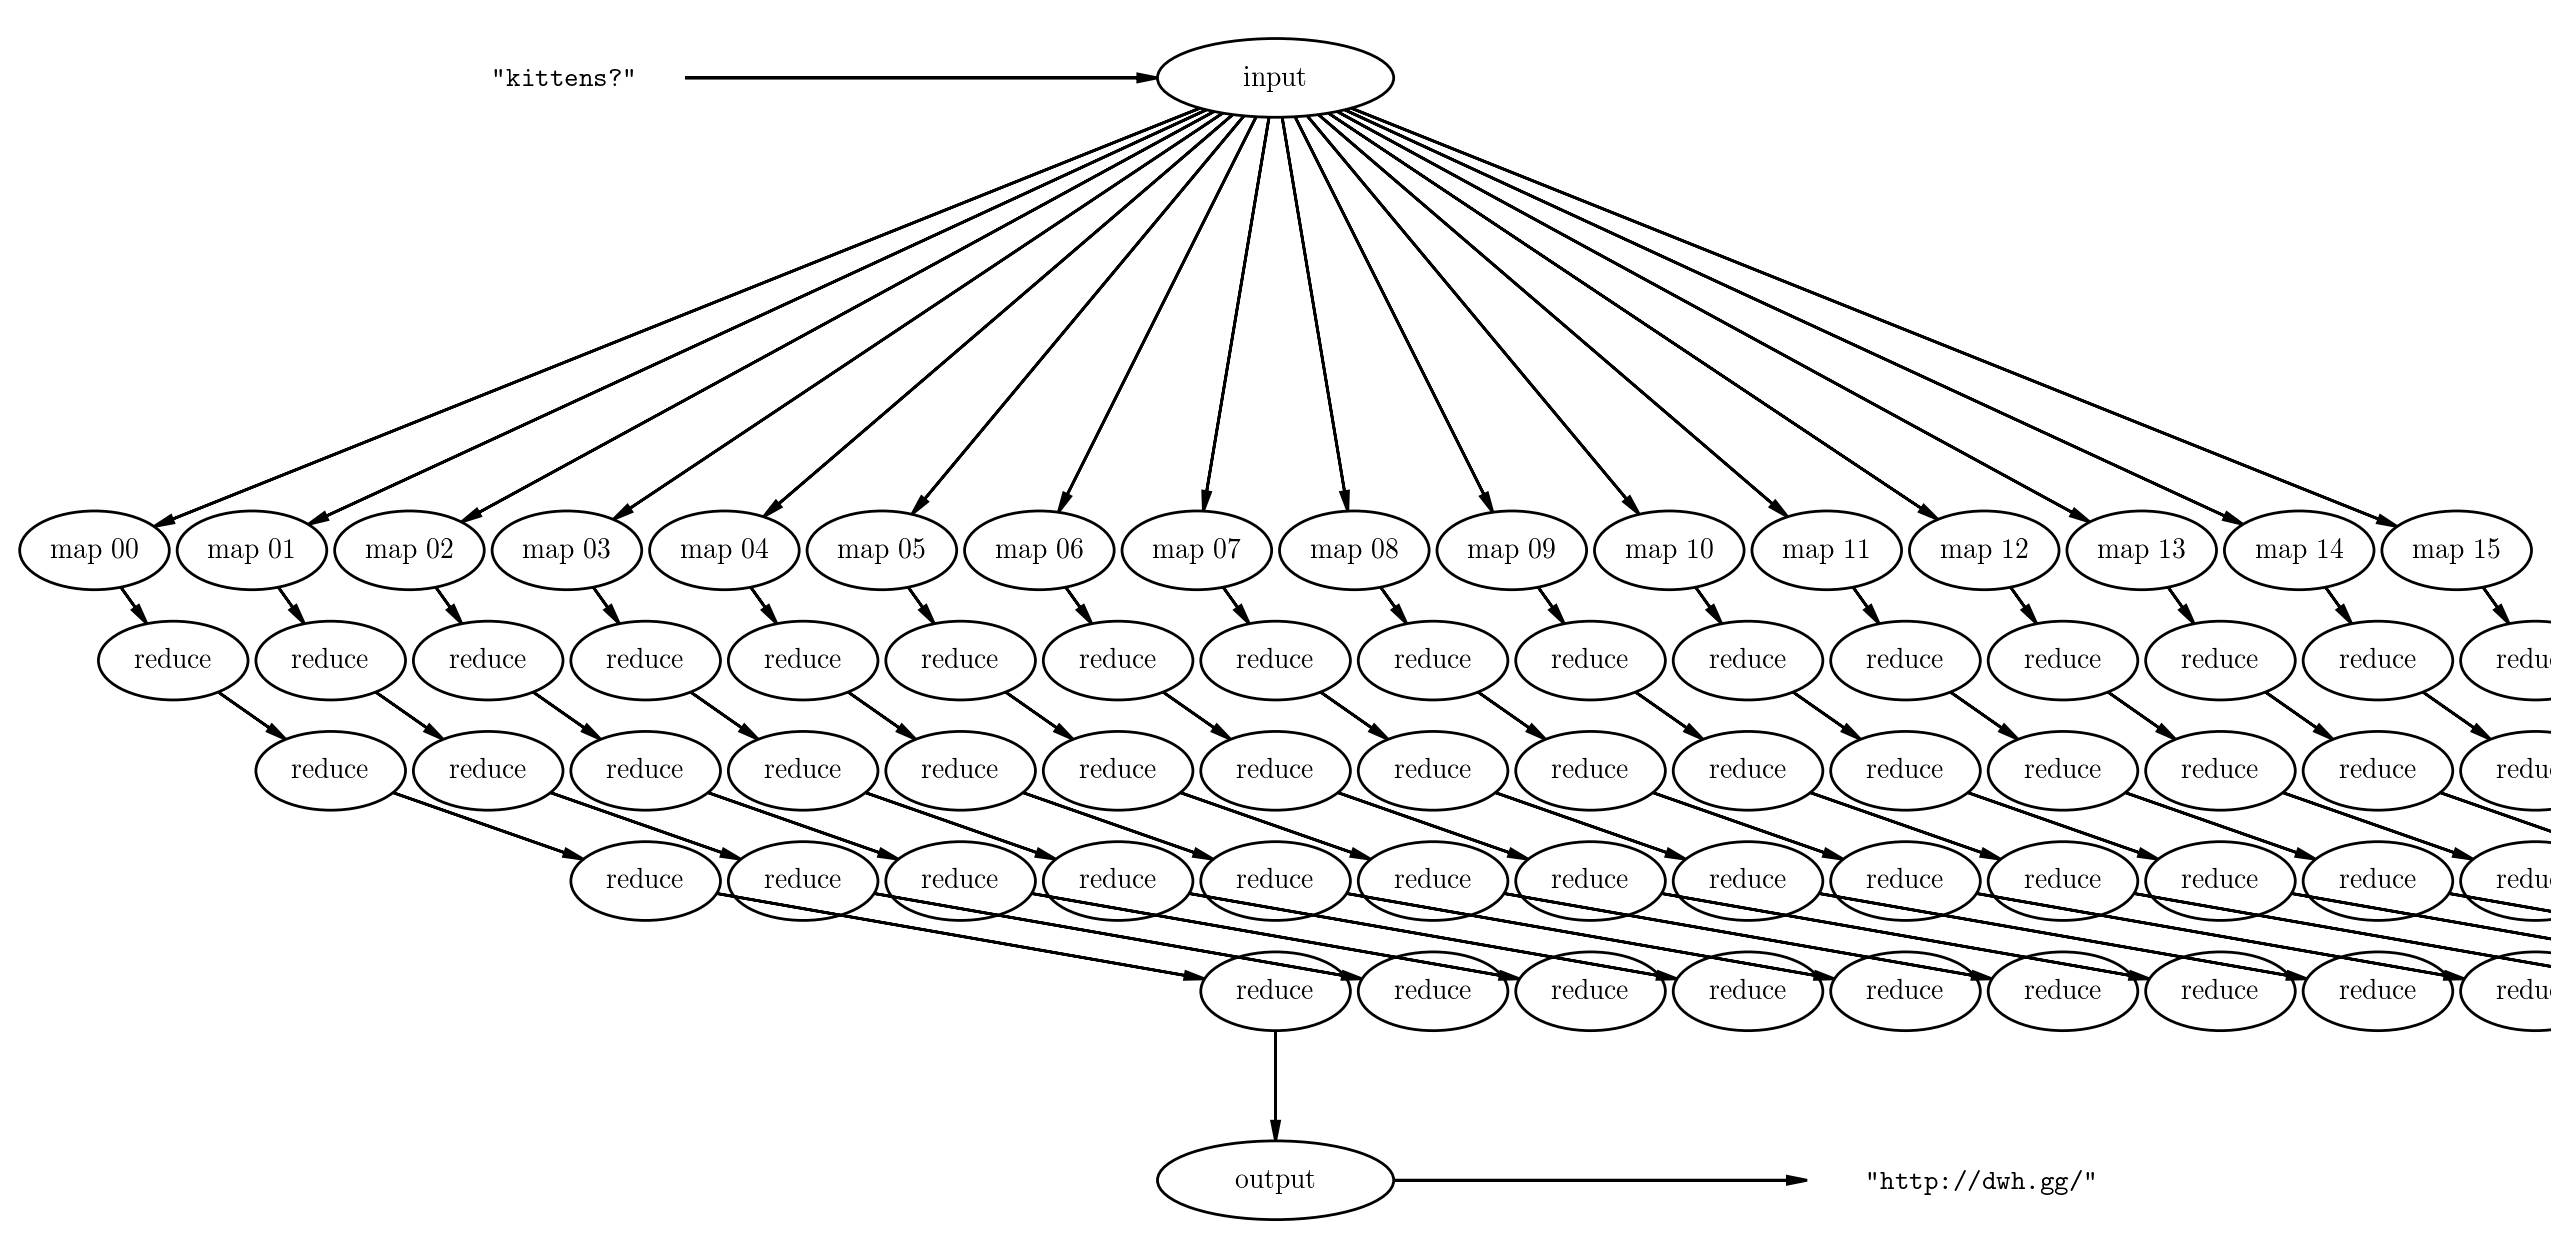 "kittens?" input
map 00 map 01 map 02 map 03 map 04 map 05 map 06 map 07 map 08 map 09 map 10 map 11 map 12 map 13 map 14 map 15
reduce reduce reduce reduce reduce reduce reduce reduce reduce reduce reduce reduce reduce reduce reduce
reduce reduce reduce reduce reduce reduce reduce reduce reduce reduce reduce reduce reduce reduce
reduce reduce reduce reduce reduce reduce reduce reduce reduce reduce reduce reduce
reduce reduce reduce reduce reduce reduce reduce reduce
output "http://dwh.gg/"